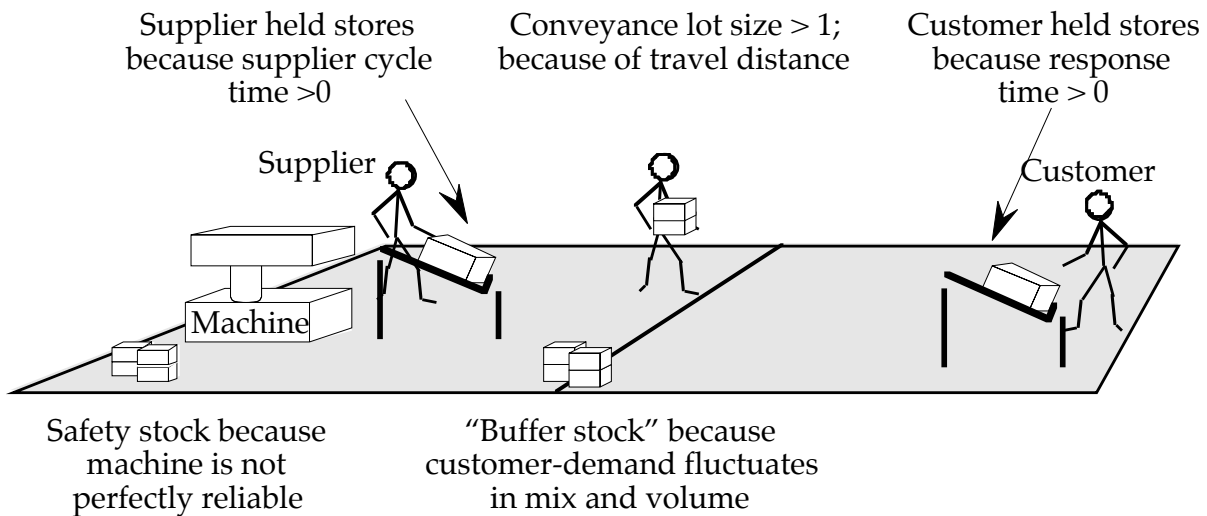 Supplier held stores
because supplier cycle
time >0
Conveyance lot size > 1;
because of travel distance
Customer held stores
because response
time > 0
Supplier
Customer
Machine
Safety stock because
machine is not
perfectly reliable
“Buffer stock” because
customer-demand fluctuates
in mix and volume